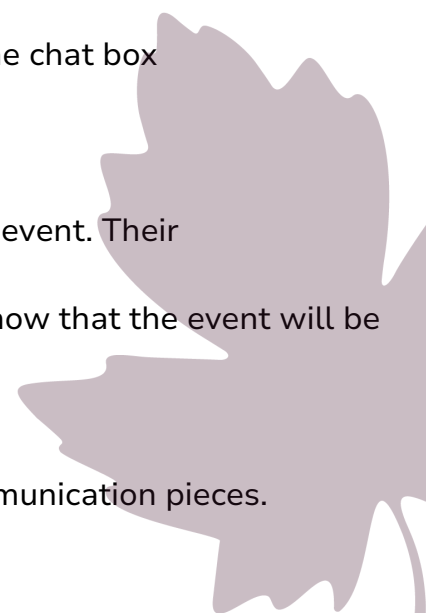 e chat box
event. Their
now that the event will be
munication pieces.